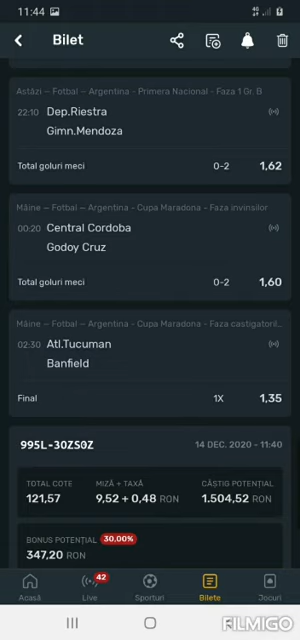 11:44
4G
Bilet
Astăzi – Fotbal – Argentina - Primera Nacional - Faza 1 Gr. B
22:10 Dep.Riestra
Gimn.Mendoza
Total goluri meci 0-2 1,62
Mâine – Fotbal – Argentina - Cupa Maradona - Faza invinsilor
00:20 Central Cordoba
Godoy Cruz
Total goluri meci 0-2 1,60
Mâine – Fotbal – Argentina - Cupa Maradona - Faza castigatoril...
02:30 Atl.Tucuman
Banfield
Final 1X 1,35
995L-30ZS0Z 14 DEC. 2020 - 11:40
TOTAL COTE MIZĂ + TAXĂ CÂȘTIG POTENȚIAL
121,57 9,52 + 0,48 RON 1.504,52 RON
BONUS POTENȚIAL 30,00%
347,20 RON
42
Acasă Live Sporturi Bilete Jocuri
FILMIGO